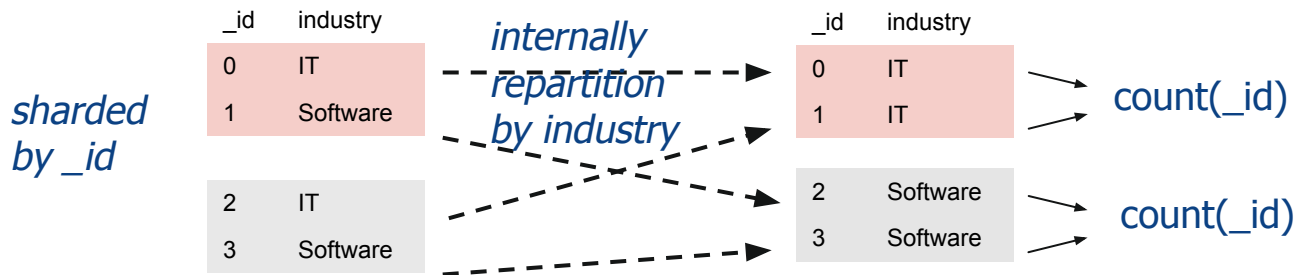 sharded
by _id
_id industry
0 IT
1 Software
2 IT
3 Software
internally
repartition
by industry
_id industry
0 IT
1 IT
2 Software
3 Software
count(_id)
count(_id)